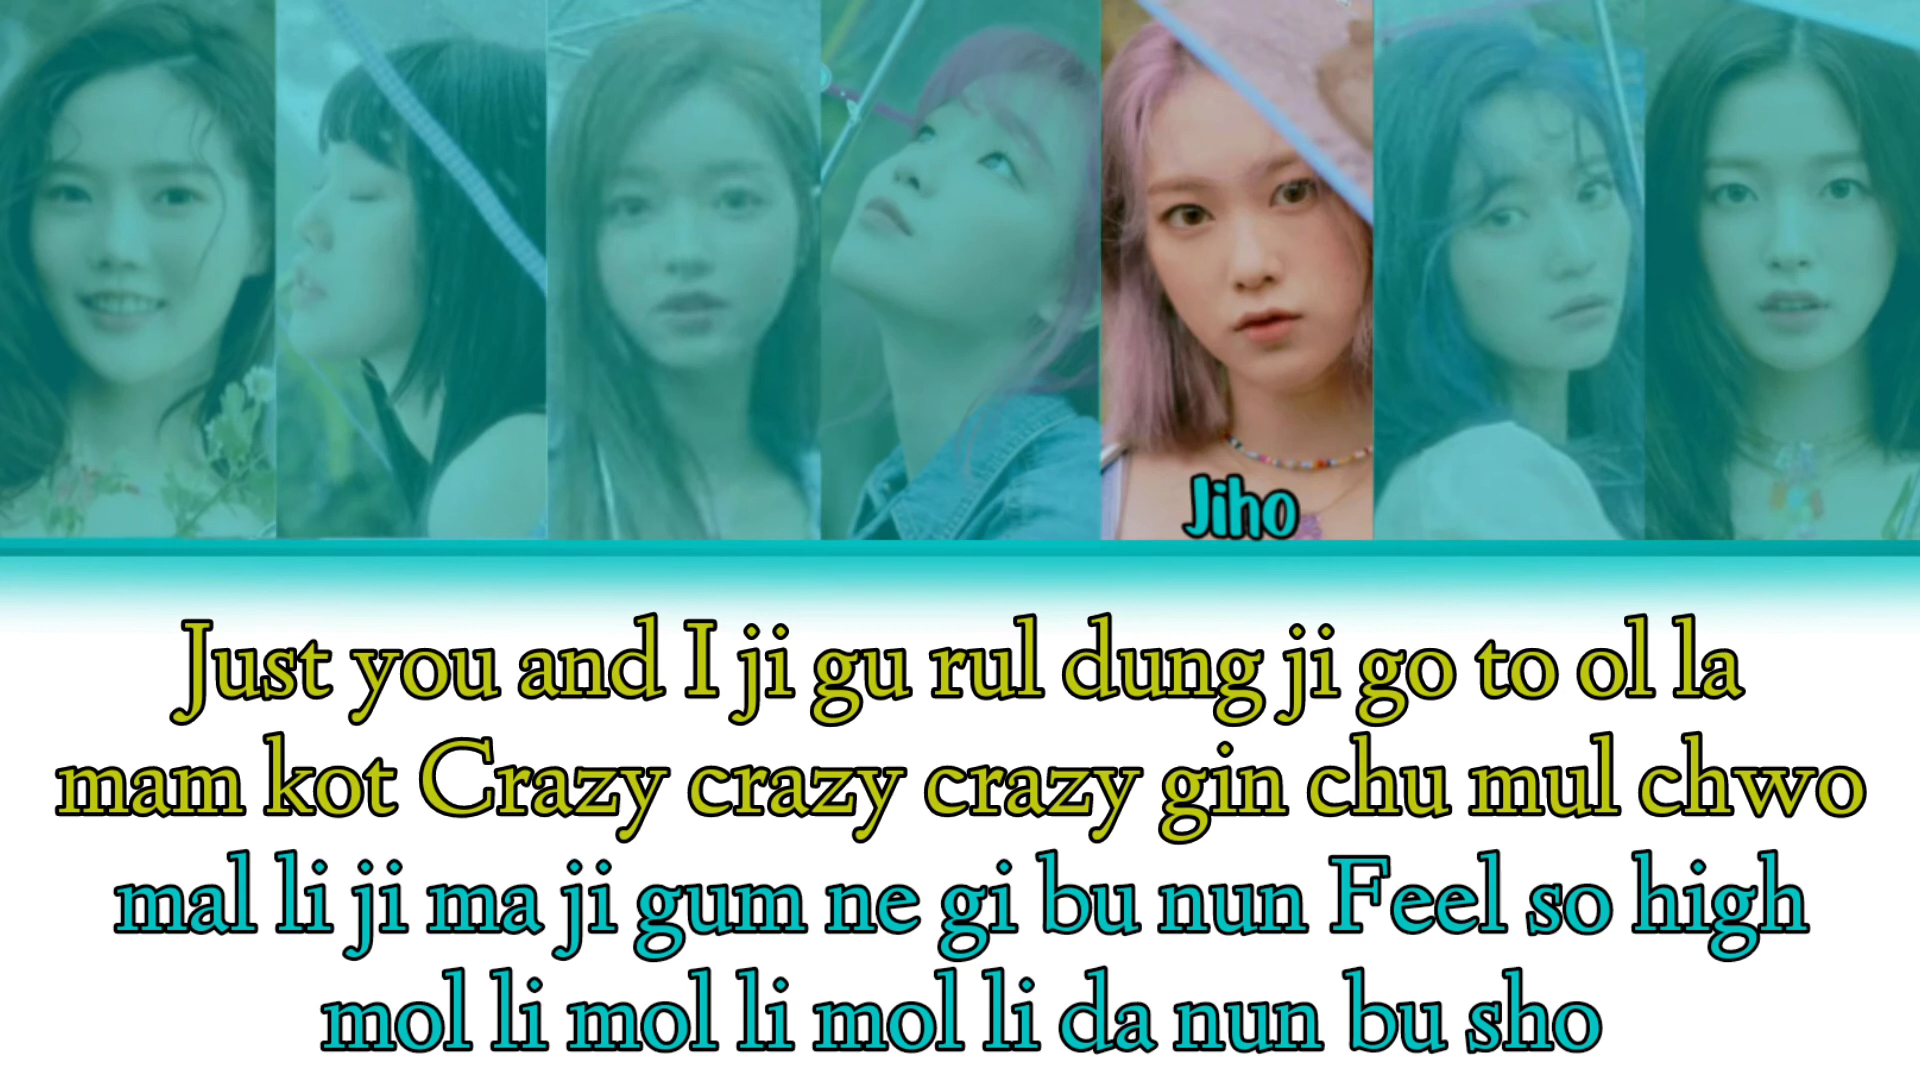 Jiho
Just you and I ji gu rul dung ji go to ol la
mam kot Crazy crazy crazy gin chu mul chwo
mal li ji ma ji gum ne gi bu nun Feel so high
mol li mol li mol li da nun bu sho